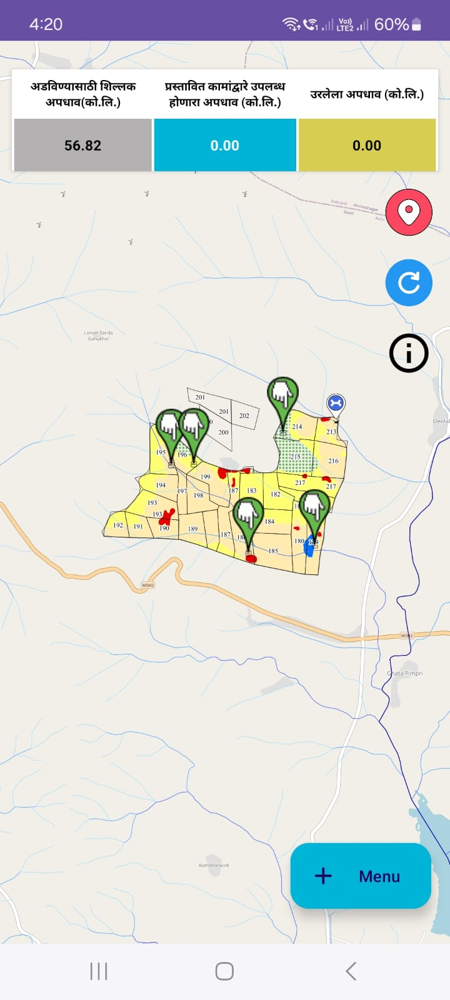 4:20
Vo))
LTE2
60%
अडविण्यासाठी शिल्लक
अपधाव(को.लि.)
प्रस्तावित कामांद्वारे उपलब्ध
होणारा अपधाव (को.लि.)
उरलेला अपधाव (को.लि.)
56.82
0.00
0.00
Patnardi Ahmednagar
Beed
Ashti
Laman Tanda
Gahukhel
201
201
202
200
214
213
Deolal
195
196
215
216
199
194
197
198
187
183
182
217
217
193
193
192
191
190
189
187
184
185
180
MSH2
MSH2
Ghata Pimpri
Kumbharwadi
+ Menu